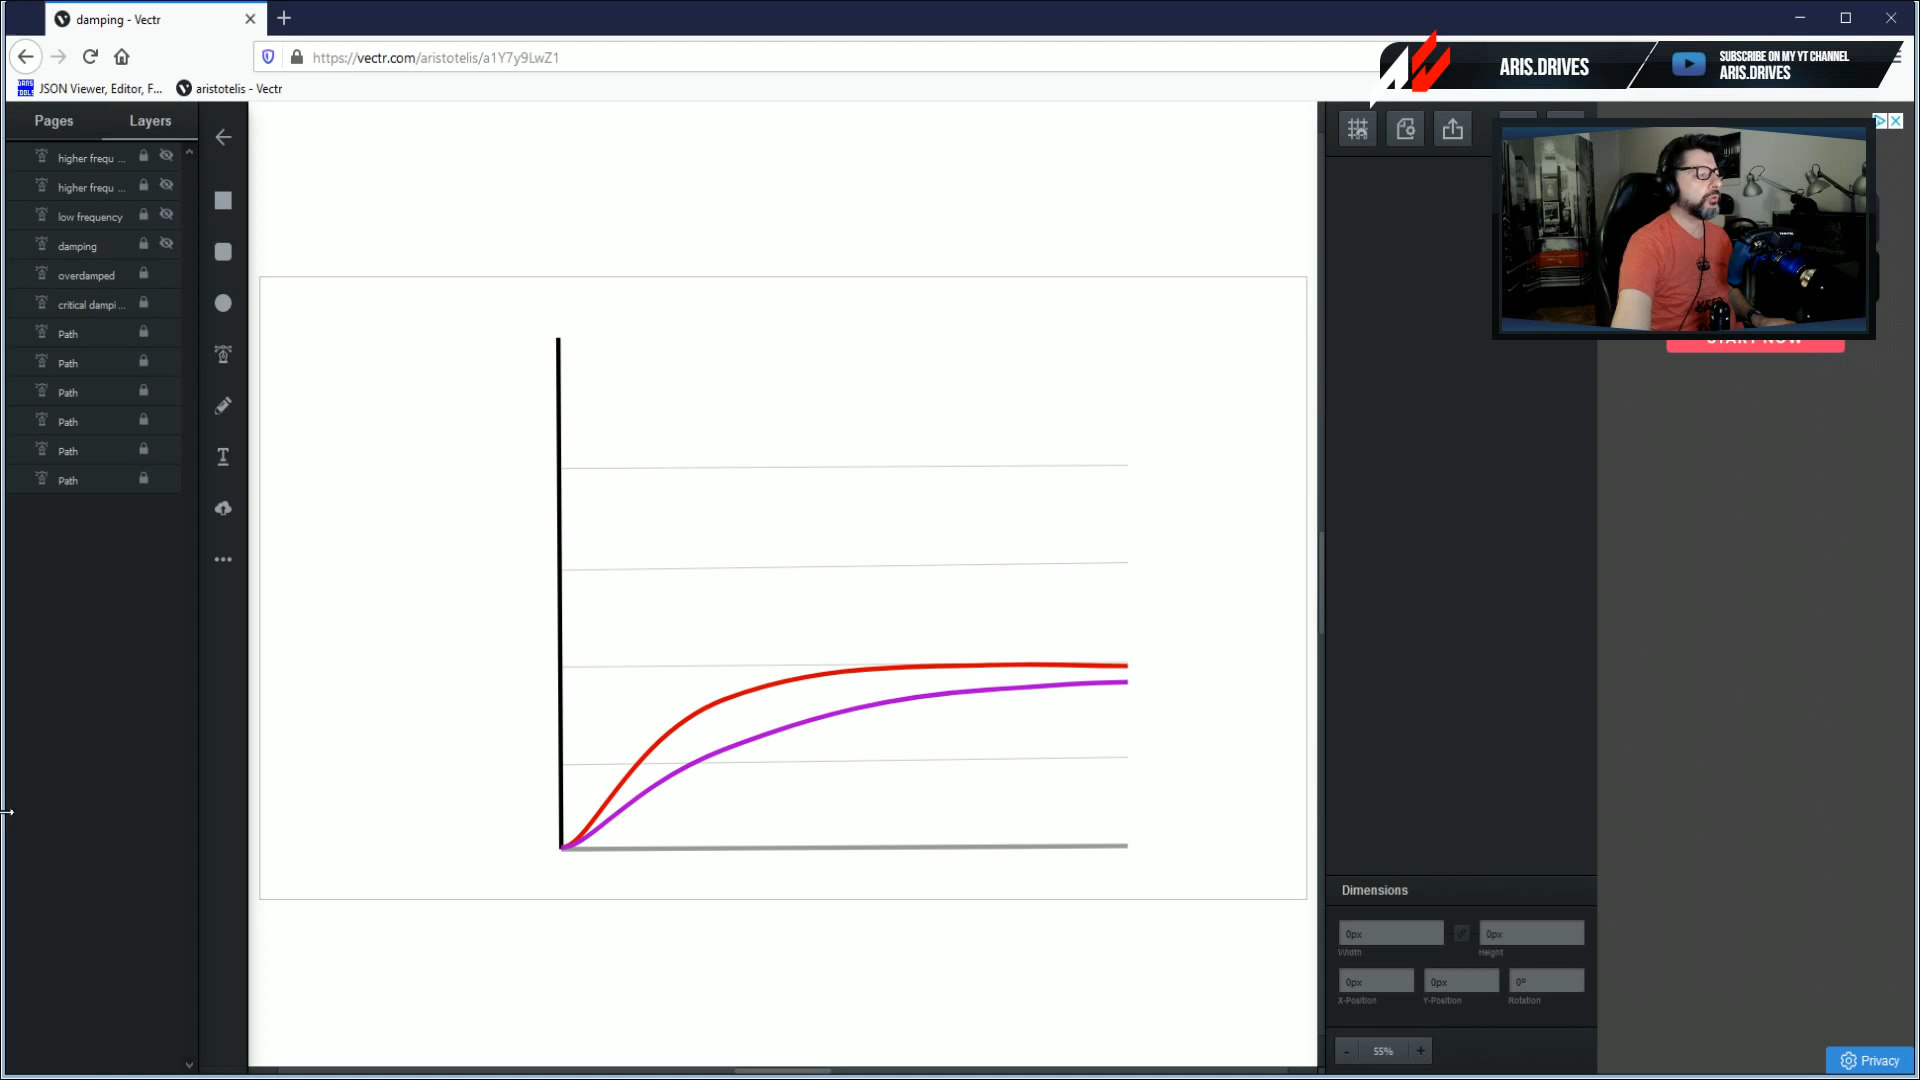 damping - Vectr
https://vectr.com/aristotelis/a1Y7y9LwZ1
JSON Viewer, Editor, F...
aristotelis - Vectr
ARIS.DRIVES
SUBSCRIBE ON MY YT CHANNEL
ARIS.DRIVES
Pages
Layers
higher frequ ...
higher frequ ...
low frequency
damping
overdamped
critical dampi ...
Path
Path
Path
Path
Path
Path
START NOW
Dimensions
0px
0px
Width
Height
0px
0px
0°
X-Position
Y-Position
Rotation
- 55% +
Privacy